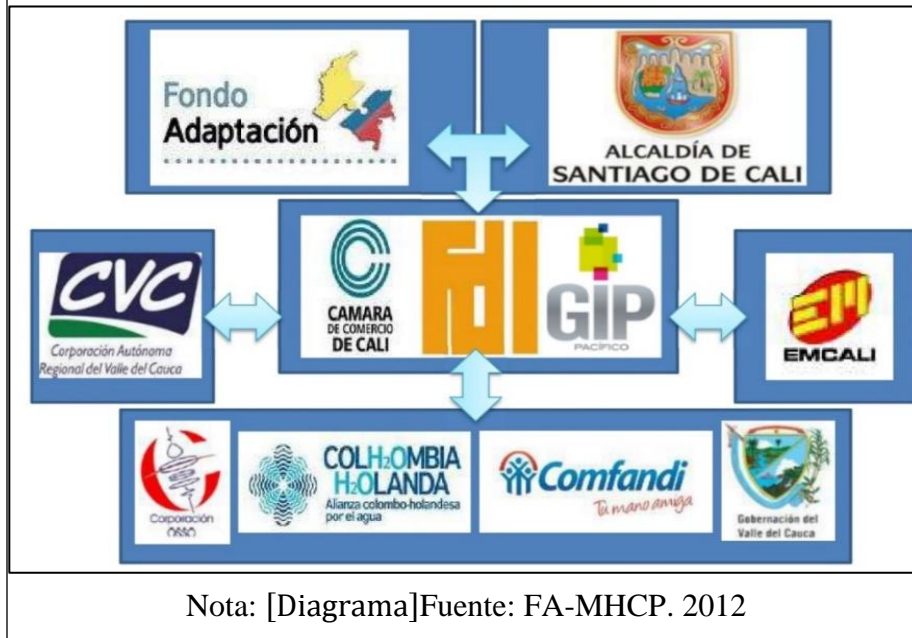 Fondo
Adaptación
ALCALDÍA DE
SANTIAGO DE CALI
CVC
Corporación Autónoma
Regional del Valle del Cauca
CAMARA
DE COMERCIO
DE CALI
FDI
GIP
PACÍFICO
EM
EMCALI
Corporación
OSSO
COLH2OMBIA
H2OLANDA
Alianza colombo-holandesa
por el agua
Comfandi
Tu mano amiga
Gobernación del
Valle del Cauca
Nota: [Diagrama]Fuente: FA-MHCP. 2012